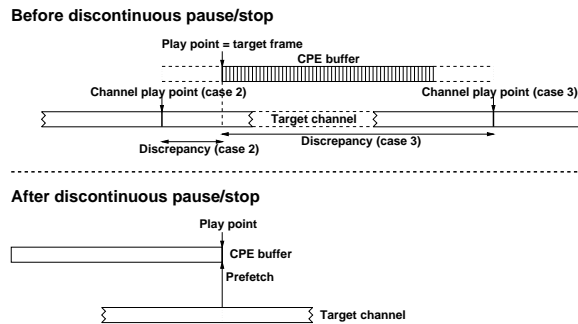 Before discontinuous pause/stop
Play point = target frame
CPE buffer
Channel play point (case 2)
Channel play point (case 3)
Target channel
Discrepancy (case 2)
Discrepancy (case 3)
After discontinuous pause/stop
Play point
CPE buffer
Prefetch
Target channel